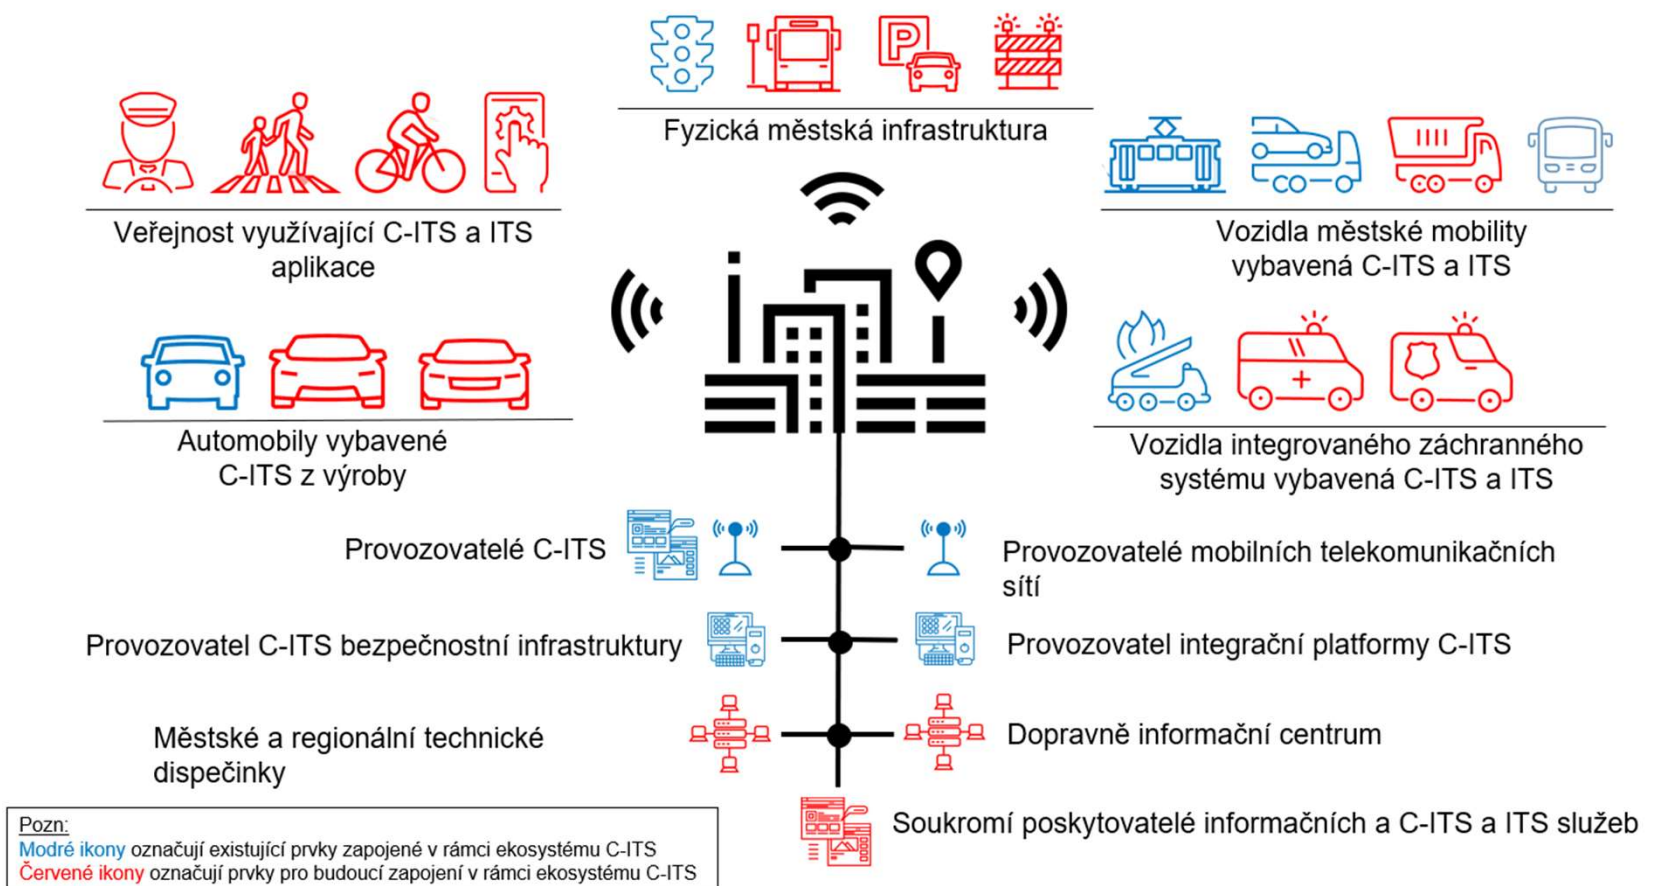 P
Fyzická městská infrastruktura
Veřejnost využívající C-ITS a ITS
aplikace
Vozidla městské mobility
vybavená C-ITS a ITS
Automobily vybavené
C-ITS z výroby
Vozidla integrovaného záchranného
systému vybavená C-ITS a ITS
Provozovatelé C-ITS
Provozovatelé mobilních telekomunikačních
sítí
Provozovatel C-ITS bezpečnostní infrastruktury
Provozovatel integrační platformy C-ITS
Městské a regionální technické
dispečinky
Dopravně informační centrum
Soukromí poskytovatelé informačních a C-ITS a ITS služeb
Pozn:
Modré ikony označují existující prvky zapojené v rámci ekosystému C-ITS
Červené ikony označují prvky pro budoucí zapojení v rámci ekosystému C-ITS